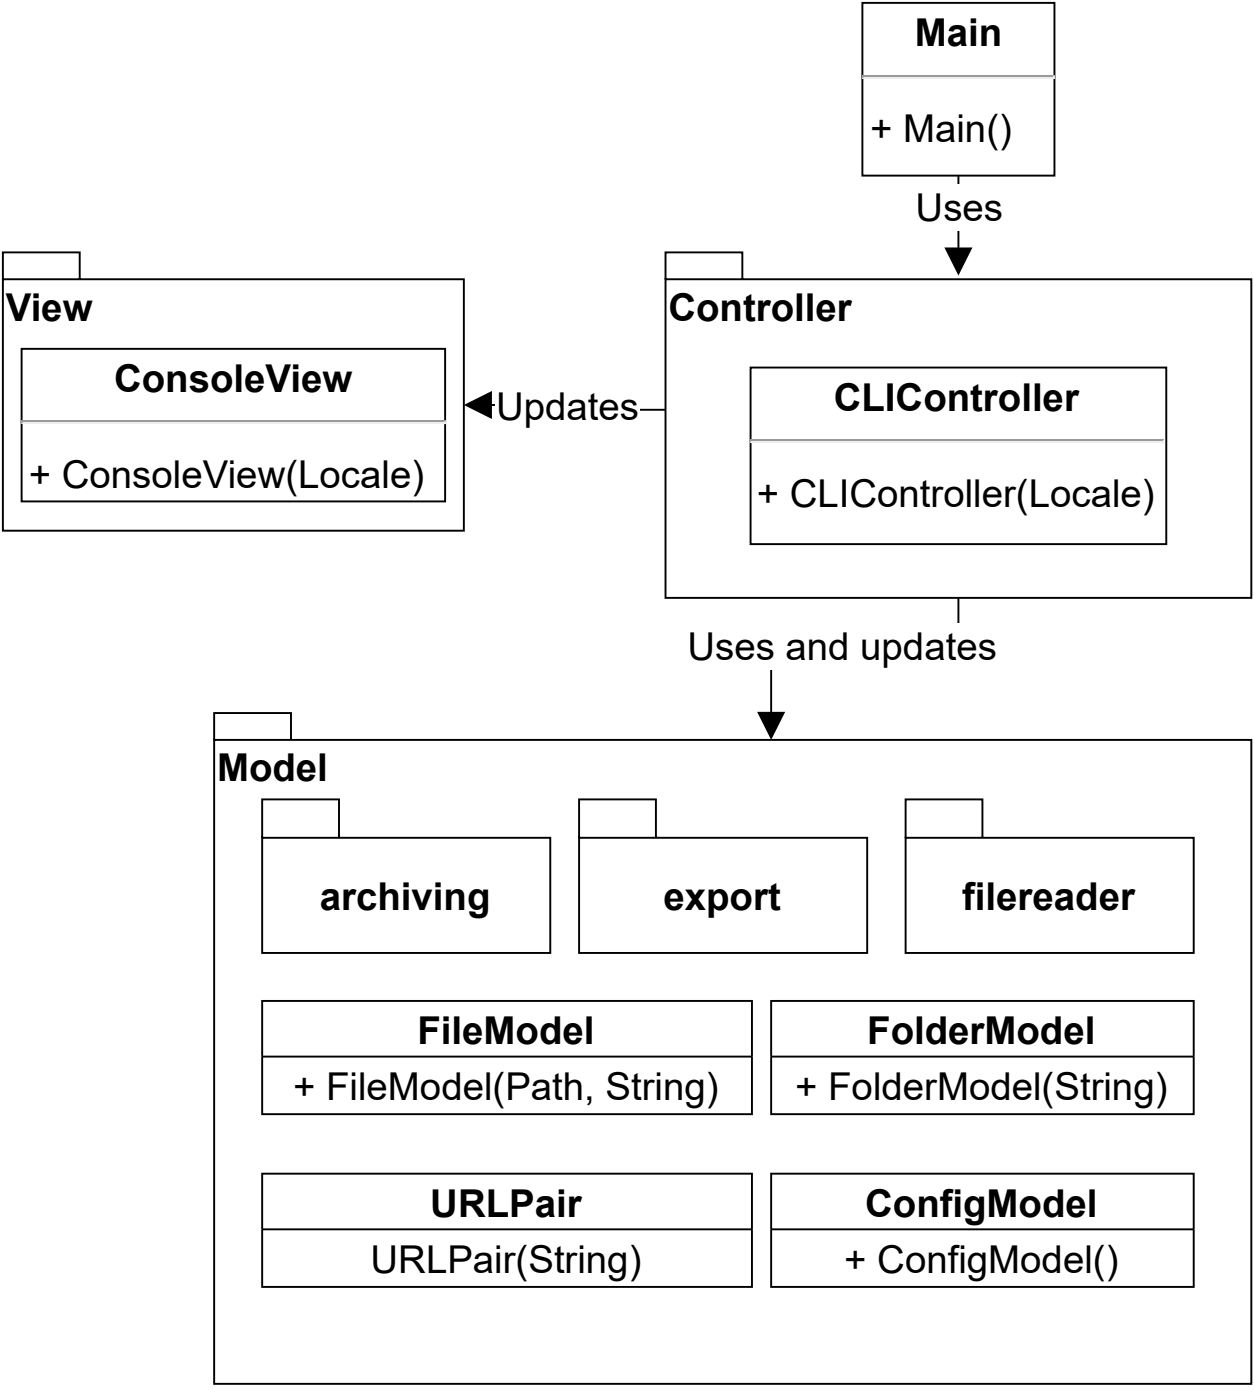 Main
+ Main()
Uses
View
ConsoleView
+ ConsoleView(Locale)
Updates
Controller
CLIController
+ CLIController(Locale)
Uses and updates
Model
archiving
export
filereader
FileModel
+ FileModel(Path, String)
FolderModel
+ FolderModel(String)
URLPair
URLPair(String)
ConfigModel
+ ConfigModel()